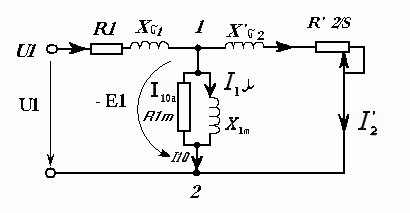 R1 Xσ1 1 X'σ2 R' 2/S
U1
U1 - E1 I10a I1μ
R1m X1m I'2
I10
2